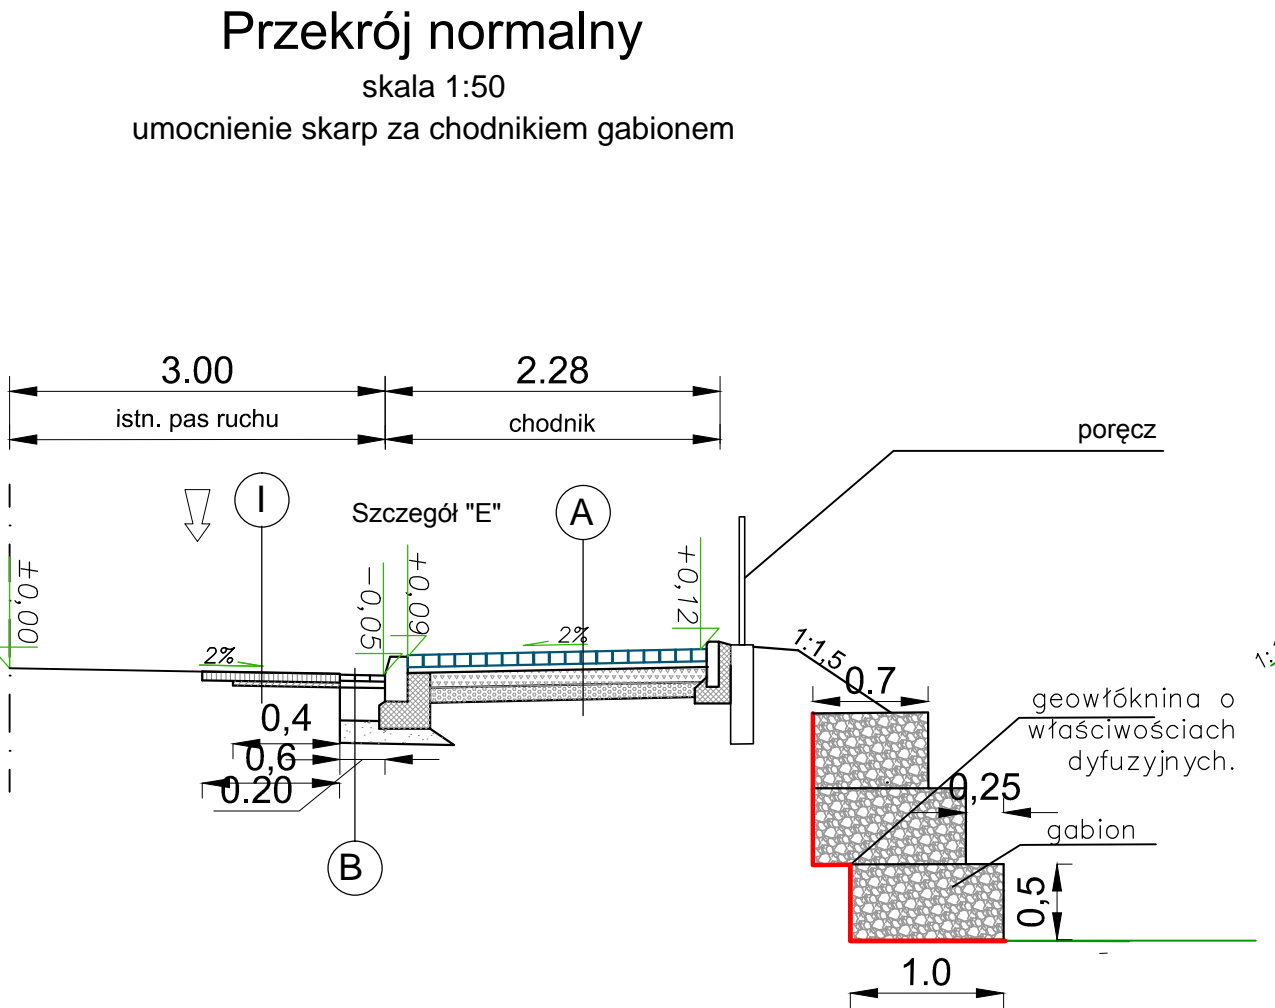 Przekrój normalny
skala 1:50
umocnienie skarp za chodnikiem gabionem
3.00
2.28
istn. pas ruchu
chodnik
poręcz
I
Szczegół "E"
A
±0,00
-0,05
+0,09
+0,12
2%
2%
1:1,5
0.7
geowłóknina o
właściwościach
dyfuzyjnych.
0,4
0,6
0.20
0,25
gabion
B
0,5
1.0